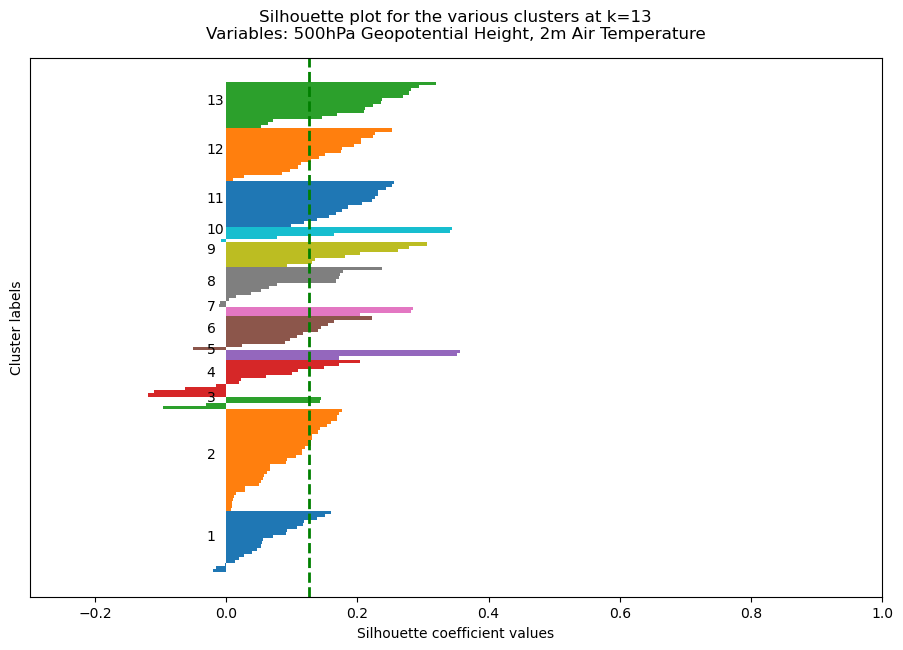 Silhouette plot for the various clusters at k=13
Variables: 500hPa Geopotential Height, 2m Air Temperature
Cluster labels
13
12
11
10
9
8
7
6
5
4
3
2
1
−0.2 0.0 0.2 0.4 0.6 0.8 1.0
Silhouette coefficient values